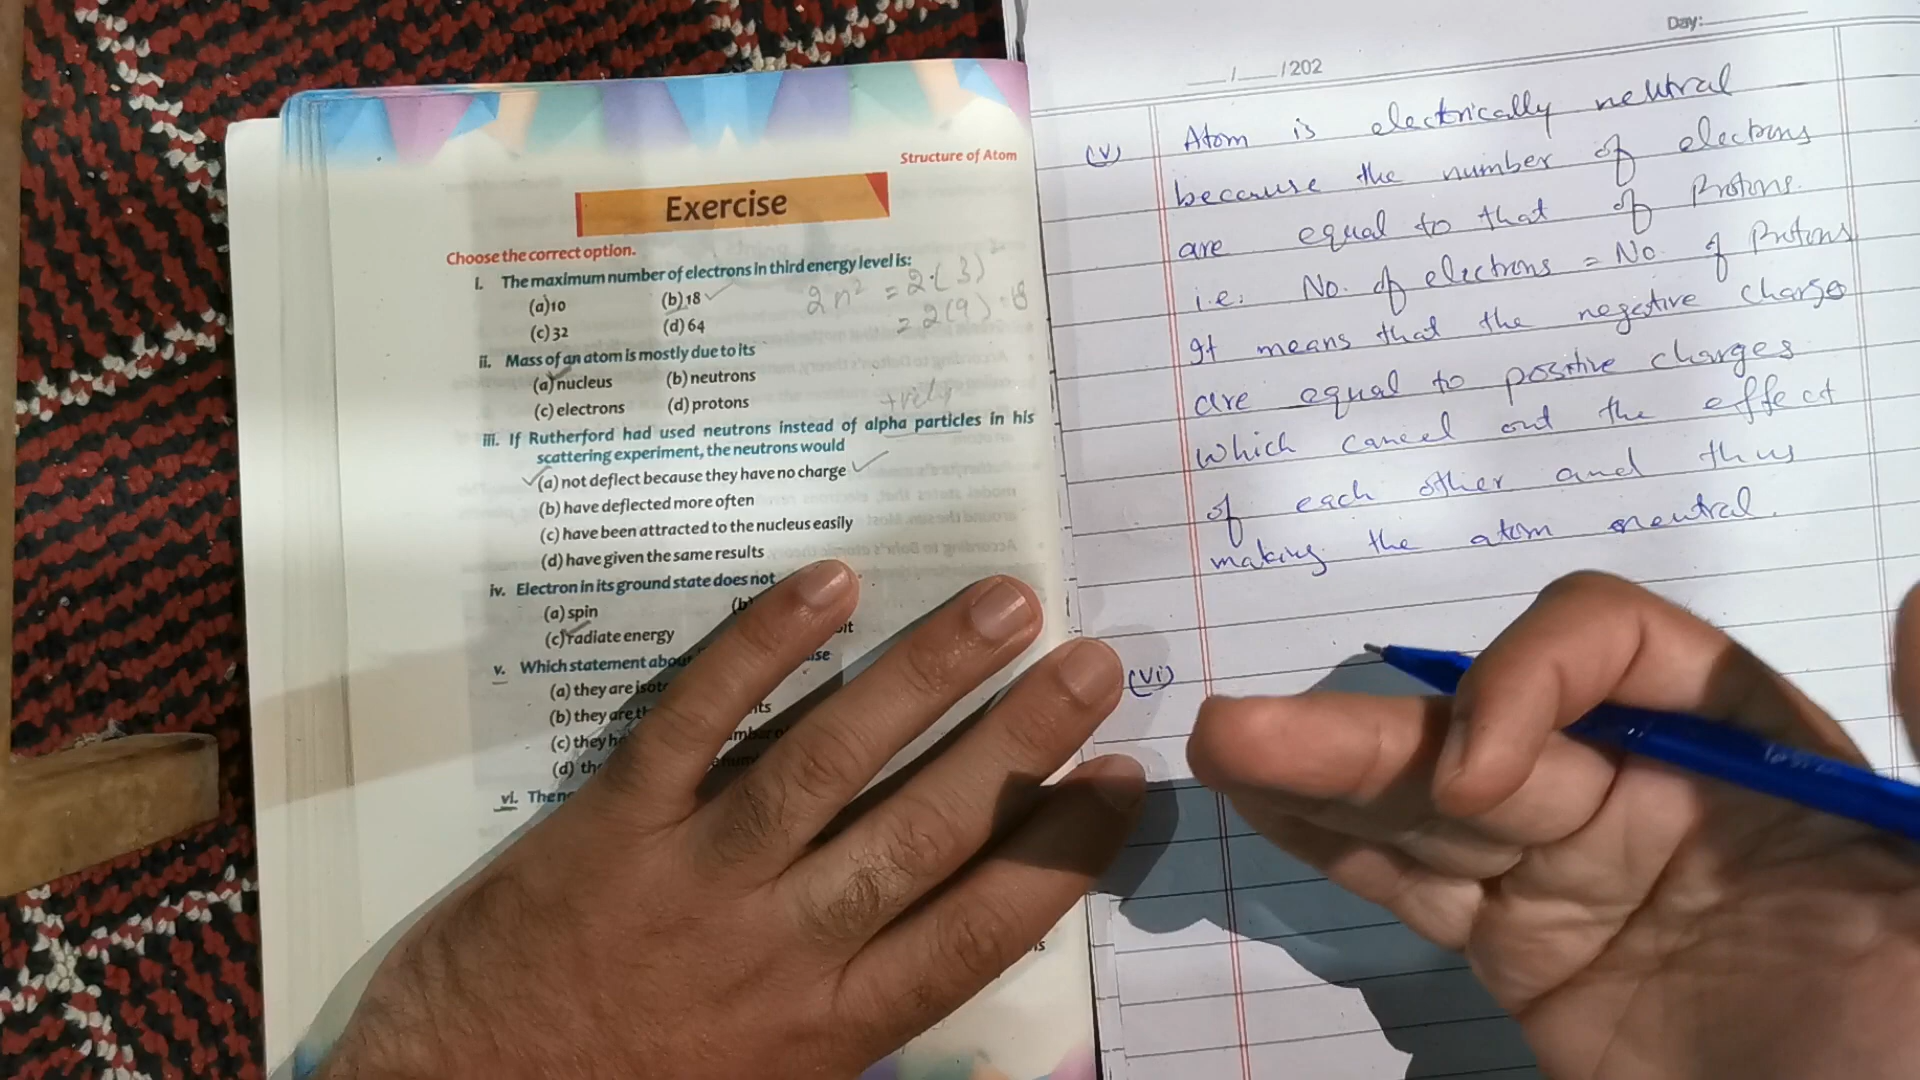 Structure of Atom
Exercise
Choose the correct option.
i. The maximum number of electrons in third energy level is:
(a) 10 (b) 18
(c) 32 (d) 64
2n² = 2·(3)²
= 2(9)
ii. Mass of an atom is mostly due to its
(a) nucleus (b) neutrons
(c) electrons (d) protons
iii. If Rutherford had used neutrons instead of alpha particles in his
scattering experiment, the neutrons would
(a) not deflect because they have no charge
(b) have deflected more often
(c) have been attracted to the nucleus easily
(d) have given the same results
iv. Electron in its ground state does not
(a) spin (b)
(c) radiate energy
v. Which statement
(a) they are
(b) they are
(c) they
(d)
vi.
Day:
__/__/202
(v) Atom is electrically neutral
because the number of electrons
are equal to that of Protons.
i.e. No. of electrons = No. of Protons
It means that the negative charges
are equal to positive charges
which cancel out the effect
of each other and thus
making the atom neutral.
(vi)